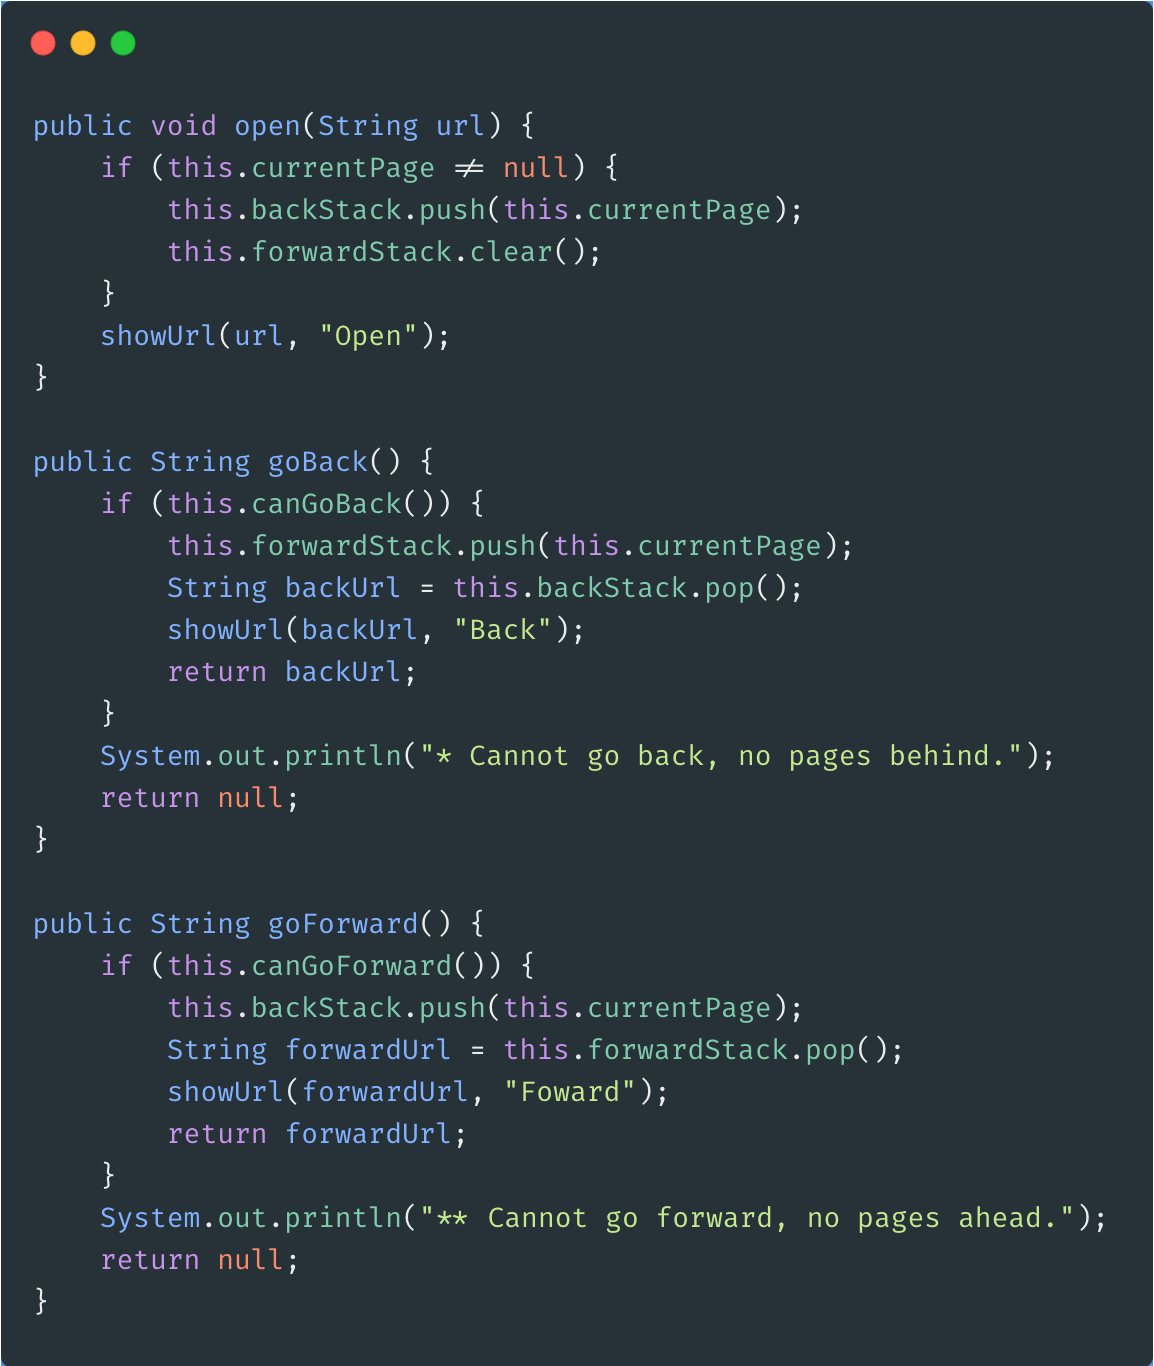 public void open(String url) {
    if (this.currentPage != null) {
        this.backStack.push(this.currentPage);
        this.forwardStack.clear();
    }
    showUrl(url, "Open");
}

public String goBack() {
    if (this.canGoBack()) {
        this.forwardStack.push(this.currentPage);
        String backUrl = this.backStack.pop();
        showUrl(backUrl, "Back");
        return backUrl;
    }
    System.out.println("* Cannot go back, no pages behind.");
    return null;
}

public String goForward() {
    if (this.canGoForward()) {
        this.backStack.push(this.currentPage);
        String forwardUrl = this.forwardStack.pop();
        showUrl(forwardUrl, "Foward");
        return forwardUrl;
    }
    System.out.println("** Cannot go forward, no pages ahead.");
    return null;
}